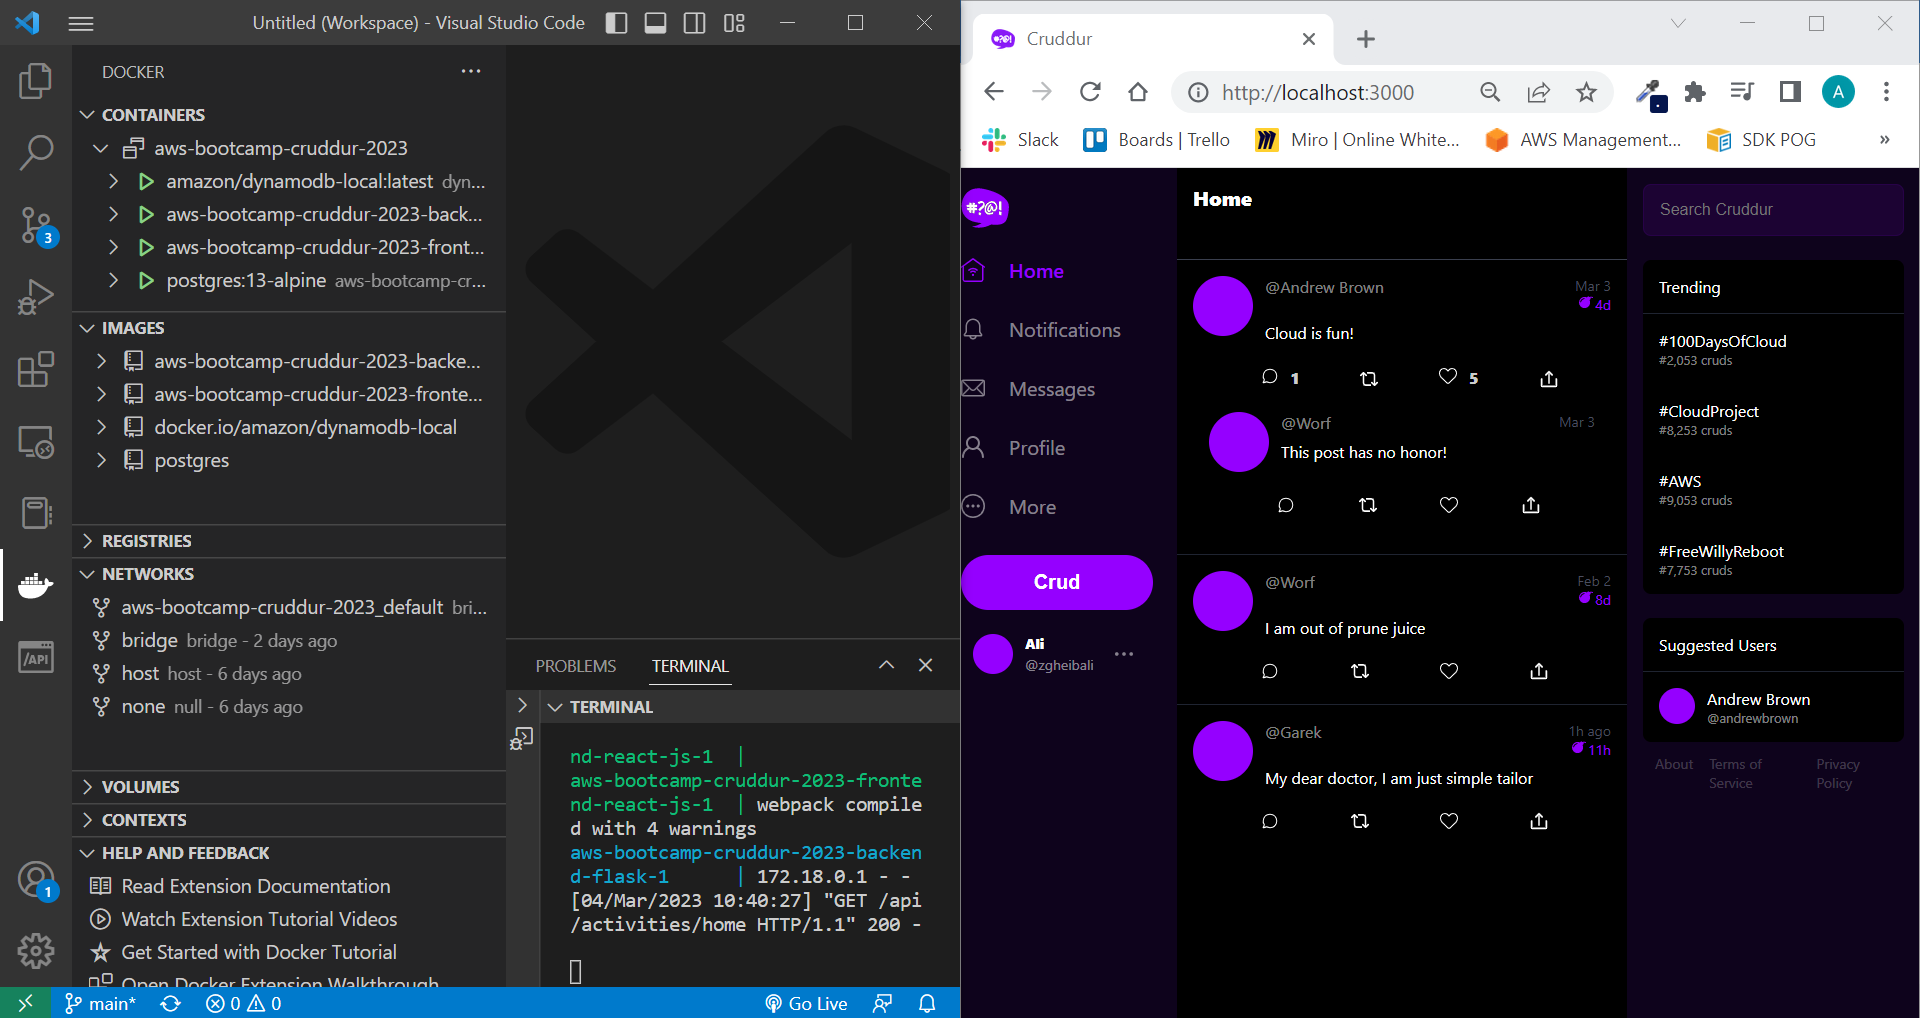 Untitled (Workspace) - Visual Studio Code
DOCKER
CONTAINERS
aws-bootcamp-cruddur-2023
amazon/dynamodb-local:latest dyn...
aws-bootcamp-cruddur-2023-back...
aws-bootcamp-cruddur-2023-front...
postgres:13-alpine aws-bootcamp-cr...
IMAGES
aws-bootcamp-cruddur-2023-backe...
aws-bootcamp-cruddur-2023-fronte...
docker.io/amazon/dynamodb-local
postgres
REGISTRIES
NETWORKS
aws-bootcamp-cruddur-2023_default bri...
bridge bridge - 2 days ago
host host - 6 days ago
none null - 6 days ago
VOLUMES
CONTEXTS
HELP AND FEEDBACK
Read Extension Documentation
Watch Extension Tutorial Videos
Get Started with Docker Tutorial
Open Docker Extension Walkthrough
3
/API
1
PROBLEMS TERMINAL
TERMINAL
nd-react-js-1 |
aws-bootcamp-cruddur-2023-fronte
nd-react-js-1 | webpack compile
d with 4 warnings
aws-bootcamp-cruddur-2023-backen
d-flask-1 | 172.18.0.1 - -
[04/Mar/2023 10:40:27] "GET /api
/activities/home HTTP/1.1" 200 -
main* 0 0 Go Live
Cruddur
http://localhost:3000
A
Slack Boards | Trello Miro | Online White... AWS Management... SDK POG »
#?@!
Home
Notifications
Messages
Profile
More
Crud
Ali
@zgheibali
Home
@Andrew Brown Mar 3
4d
Cloud is fun!
1 5
@Worf Mar 3
This post has no honor!
@Worf Feb 2
8d
I am out of prune juice
@Garek 1h ago
11h
My dear doctor, I am just simple tailor
Search Cruddur
Trending
#100DaysOfCloud
#2,053 cruds
#CloudProject
#8,253 cruds
#AWS
#9,053 cruds
#FreeWillyReboot
#7,753 cruds
Suggested Users
Andrew Brown
@andrewbrown
About Terms of Service Privacy Policy